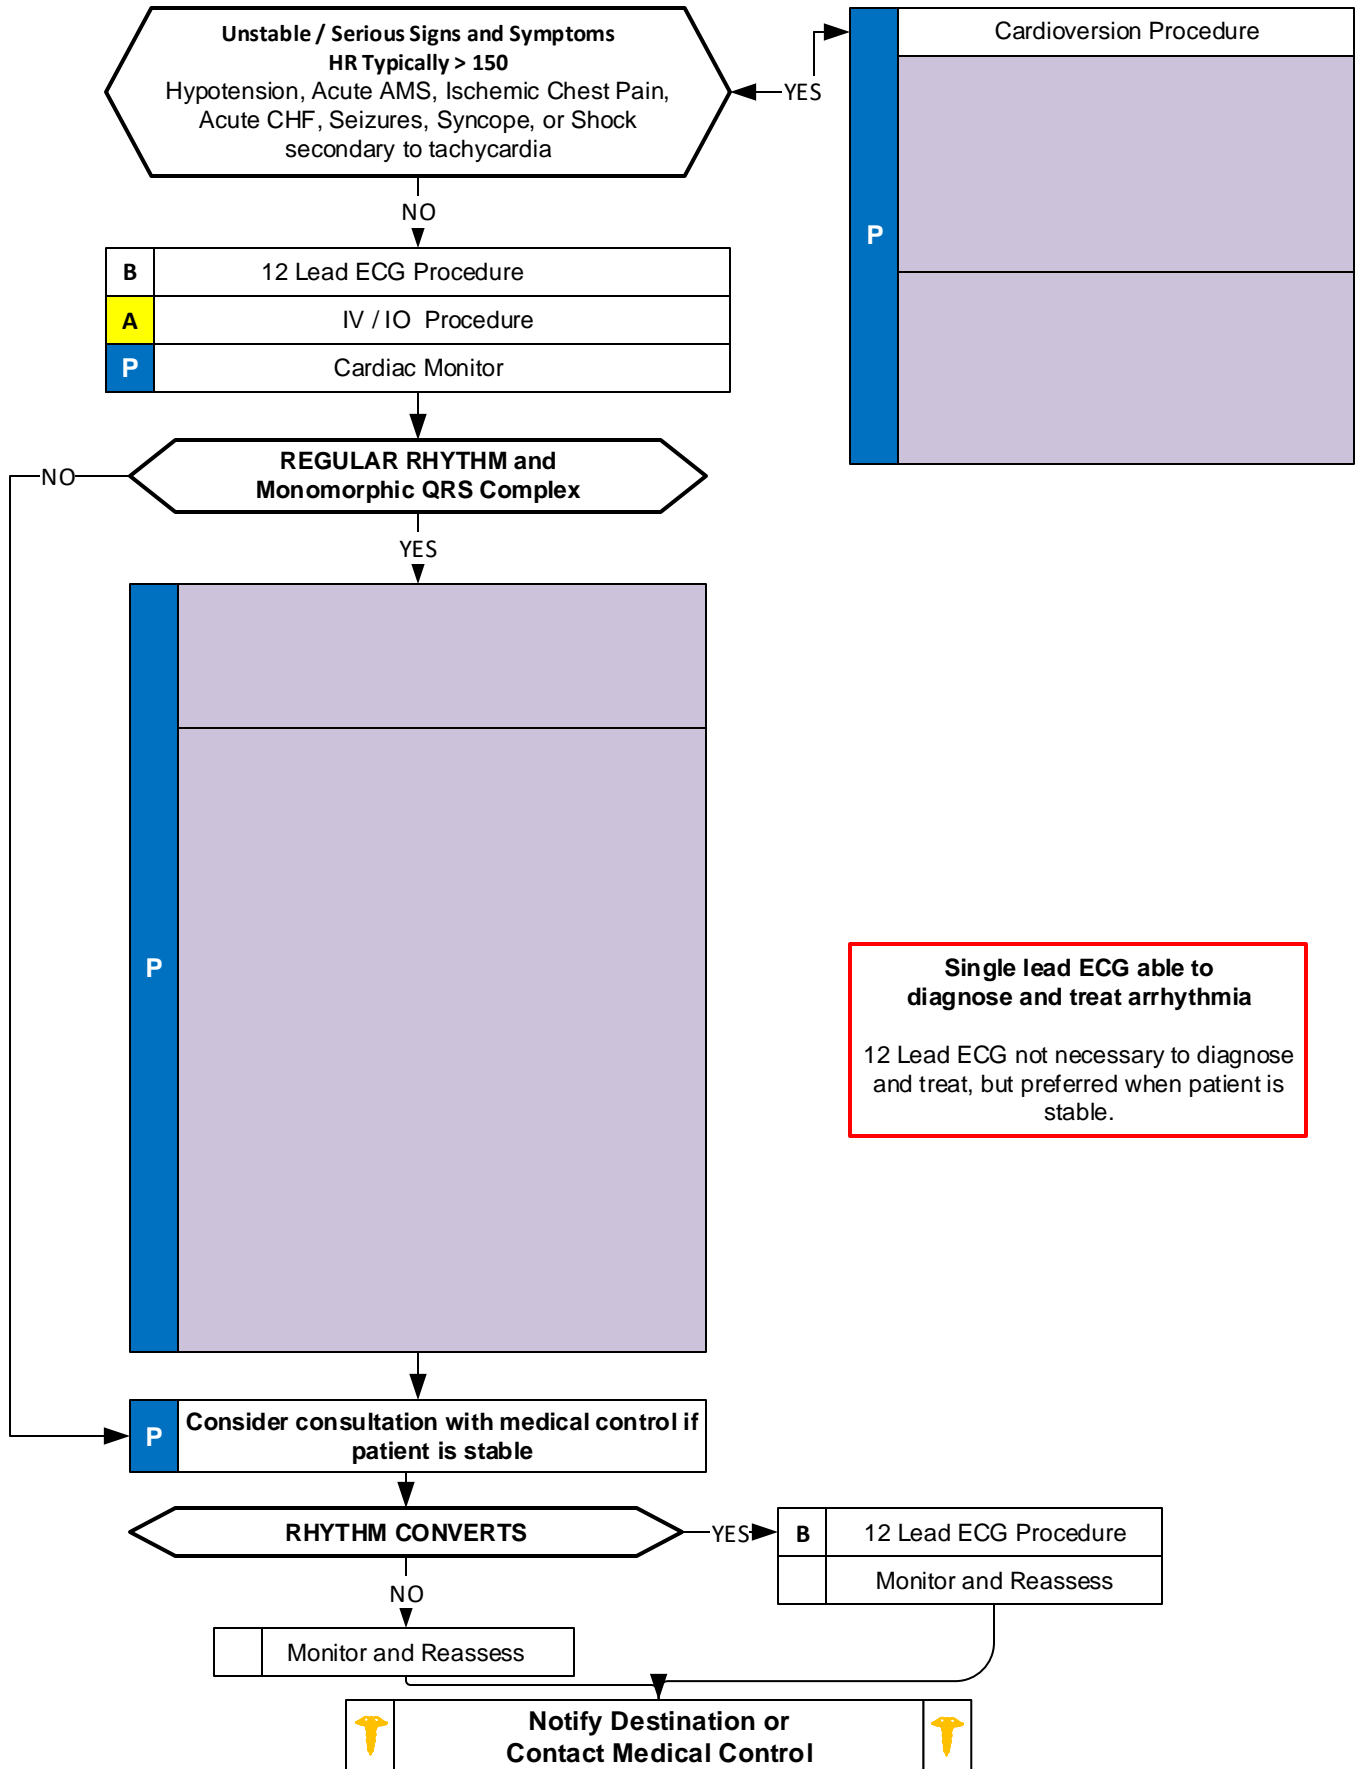 Unstable / Serious Signs and Symptoms
HR Typically > 150
Hypotension, Acute AMS, Ischemic Chest Pain,
Acute CHF, Seizures, Syncope, or Shock
secondary to tachycardia
YES
Cardioversion Procedure
P
NO
B
12 Lead ECG Procedure
A
IV / IO Procedure
P
Cardiac Monitor
NO
REGULAR RHYTHM and
Monomorphic QRS Complex
YES
P
Single lead ECG able to
diagnose and treat arrhythmia
12 Lead ECG not necessary to diagnose
and treat, but preferred when patient is
stable.
P
Consider consultation with medical control if
patient is stable
RHYTHM CONVERTS
YES
B
12 Lead ECG Procedure
Monitor and Reassess
NO
Monitor and Reassess
Notify Destination or
Contact Medical Control